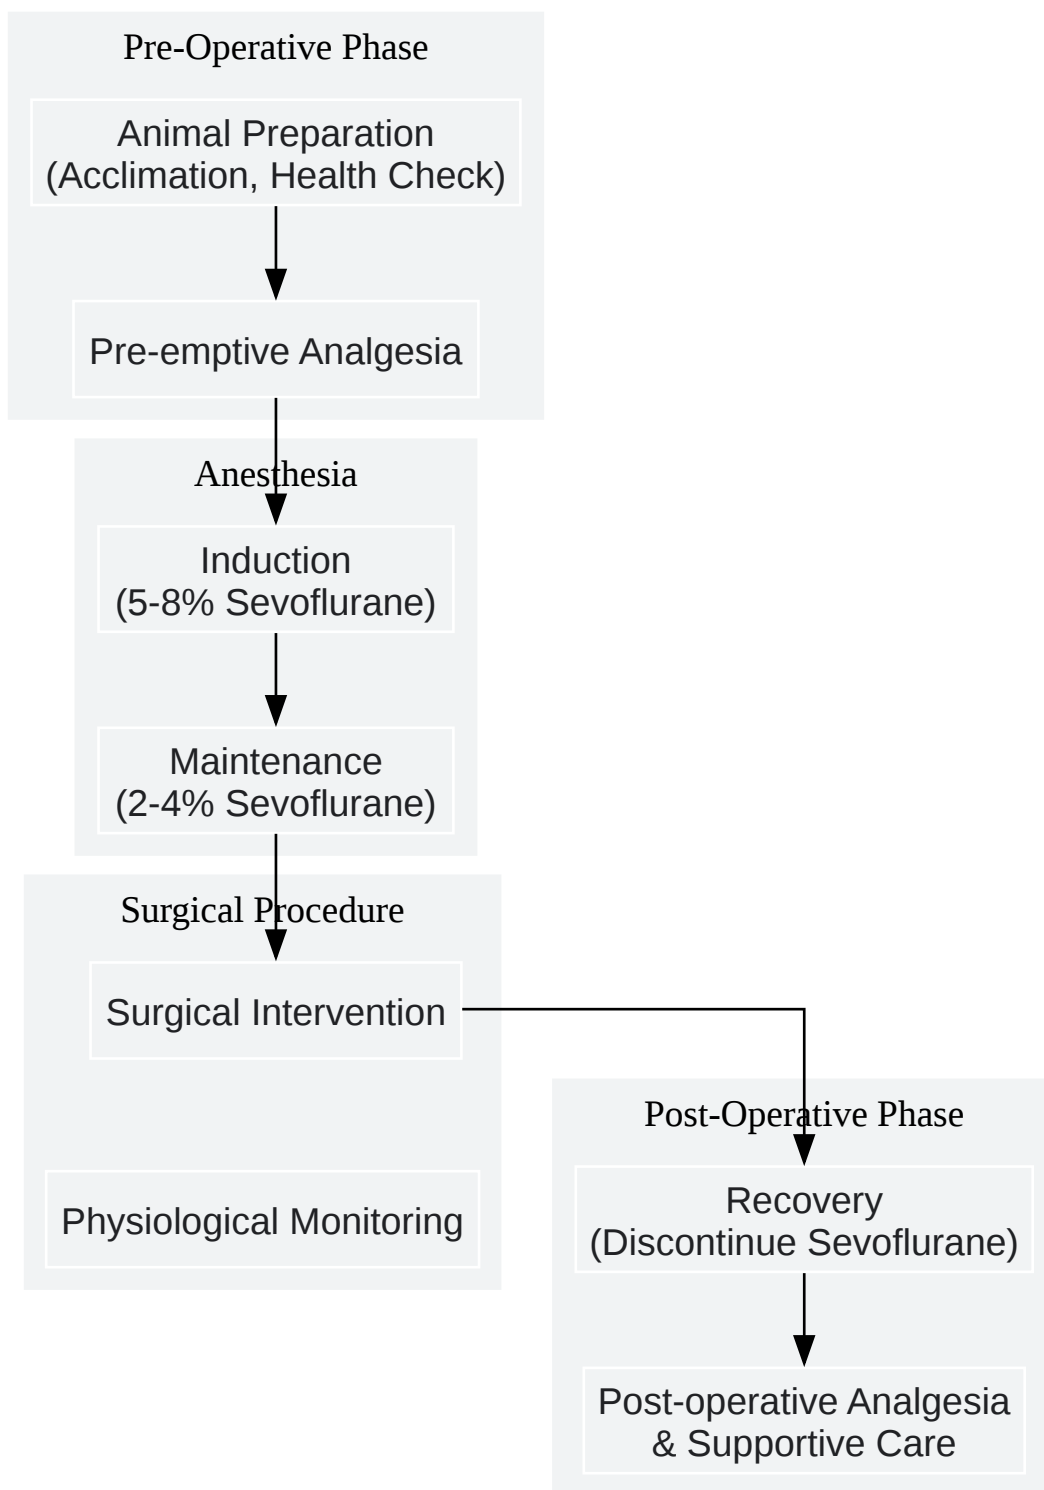 Pre-Operative Phase
Animal Preparation
(Acclimation, Health Check)
Pre-emptive Analgesia
Anesthesia
Induction
(5-8% Sevoflurane)
Maintenance
(2-4% Sevoflurane)
Surgical Procedure
Surgical Intervention
Physiological Monitoring
Post-Operative Phase
Recovery
(Discontinue Sevoflurane)
Post-operative Analgesia
& Supportive Care